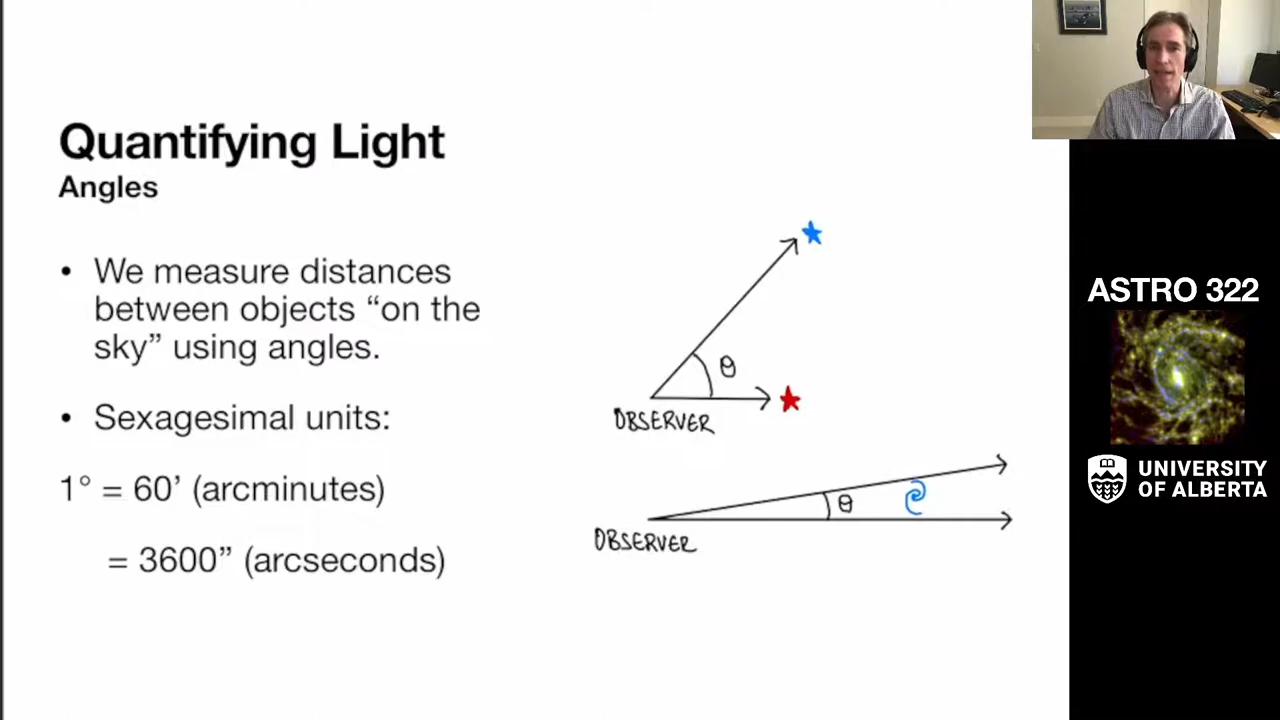 Quantifying Light
Angles
• We measure distances
between objects “on the
sky” using angles.
• Sexagesimal units:
1° = 60’ (arcminutes)
= 3600” (arcseconds)
θ
OBSERVER
θ
OBSERVER
ASTRO 322
UNIVERSITY
OF ALBERTA